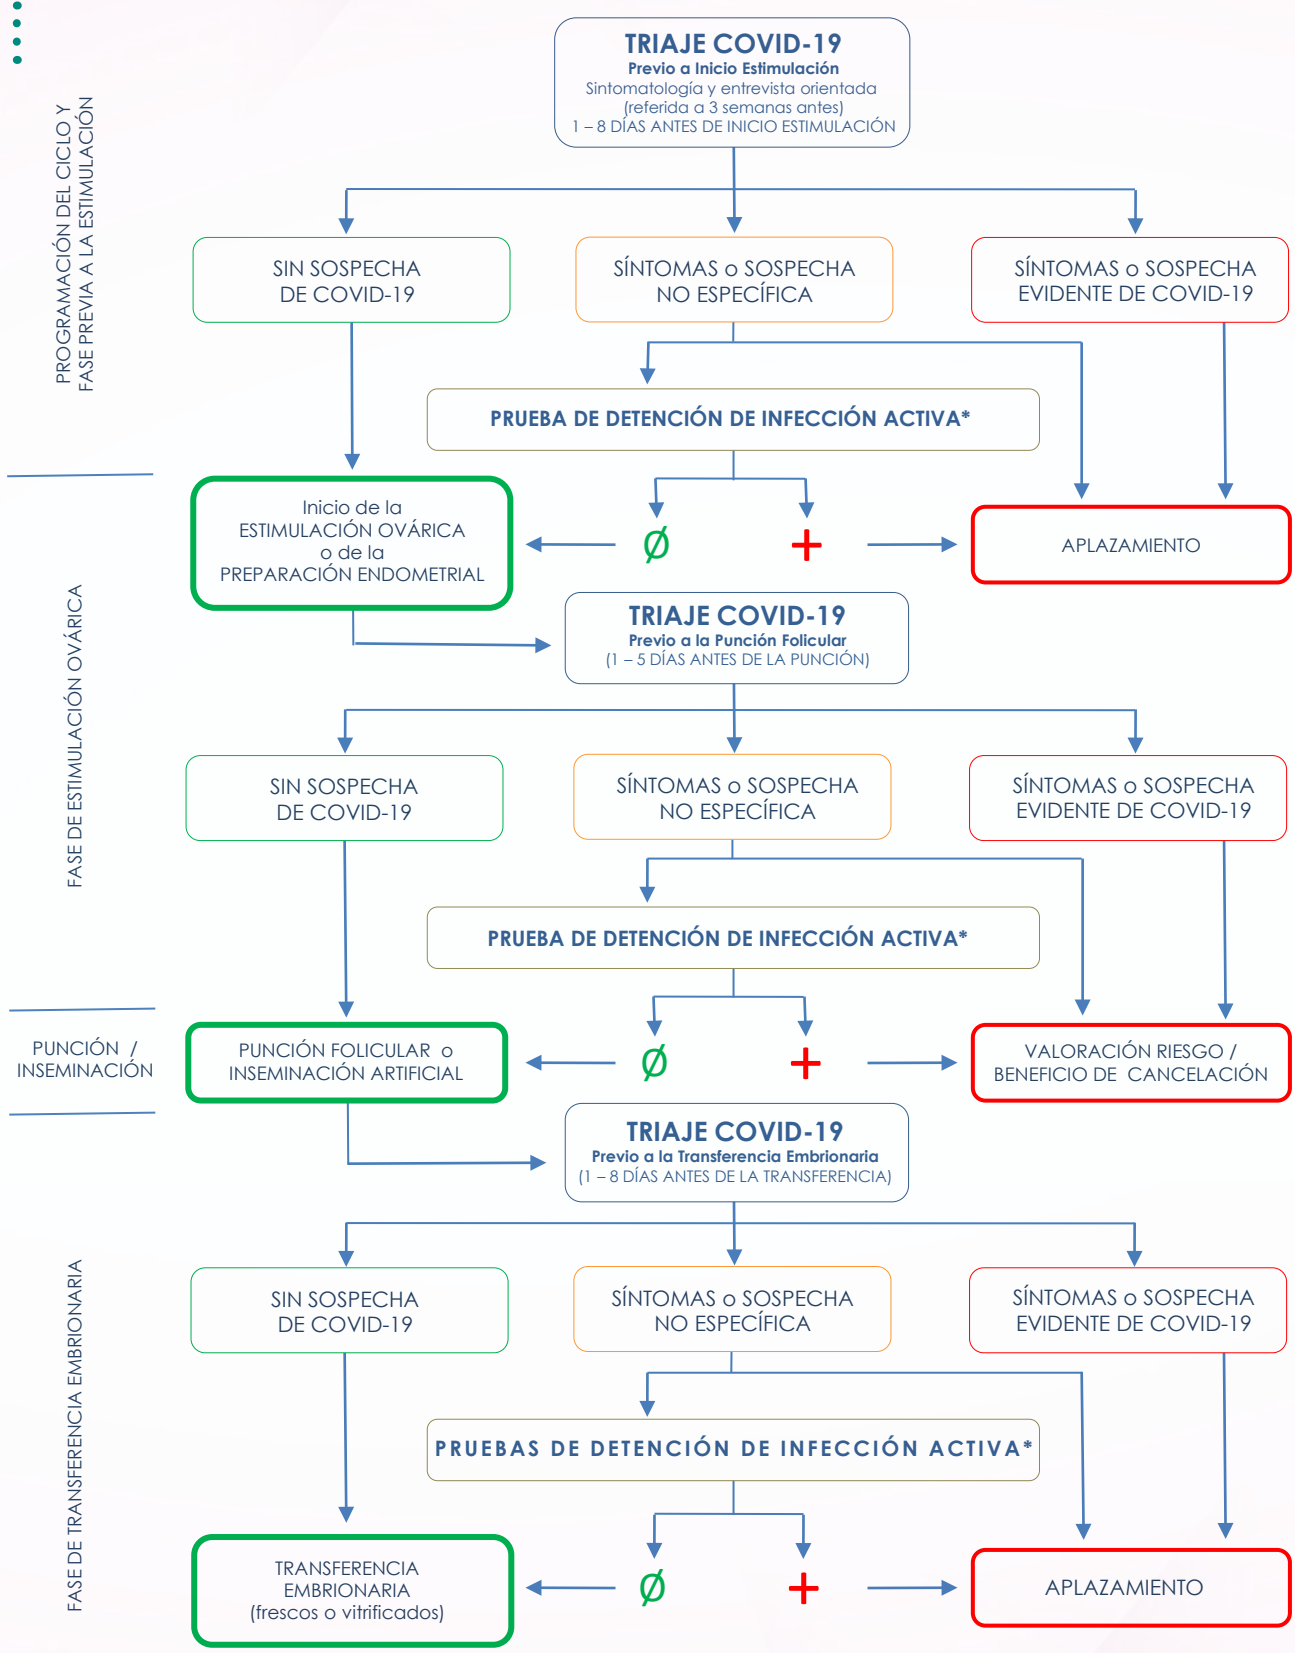 TRIAJE COVID-19
Previo a Inicio Estimulación
Sintomatología y entrevista orientada
(referida a 3 semanas antes)
1 – 8 DÍAS ANTES DE INICIO ESTIMULACIÓN
PROGRAMACIÓN DEL CICLO Y
FASE PREVIA A LA ESTIMULACIÓN
SIN SOSPECHA
DE COVID-19
SÍNTOMAS o SOSPECHA
NO ESPECÍFICA
SÍNTOMAS o SOSPECHA
EVIDENTE DE COVID-19
PRUEBA DE DETENCIÓN DE INFECCIÓN ACTIVA*
Inicio de la
ESTIMULACIÓN OVÁRICA
o de la
PREPARACIÓN ENDOMETRIAL
Ø
+
APLAZAMIENTO
FASE DE ESTIMULACIÓN OVÁRICA
TRIAJE COVID-19
Previo a la Punción Folicular
(1 – 5 DÍAS ANTES DE LA PUNCIÓN)
SIN SOSPECHA
DE COVID-19
SÍNTOMAS o SOSPECHA
NO ESPECÍFICA
SÍNTOMAS o SOSPECHA
EVIDENTE DE COVID-19
PRUEBA DE DETENCIÓN DE INFECCIÓN ACTIVA*
PUNCIÓN /
INSEMINACIÓN
PUNCIÓN FOLICULAR o
INSEMINACIÓN ARTIFICIAL
Ø
+
VALORACIÓN RIESGO /
BENEFICIO DE CANCELACIÓN
TRIAJE COVID-19
Previo a la Transferencia Embrionaria
(1 – 8 DÍAS ANTES DE LA TRANSFERENCIA)
FASE DE TRANSFERENCIA EMBRIONARIA
SIN SOSPECHA
DE COVID-19
SÍNTOMAS o SOSPECHA
NO ESPECÍFICA
SÍNTOMAS o SOSPECHA
EVIDENTE DE COVID-19
PRUEBAS DE DETENCIÓN DE INFECCIÓN ACTIVA*
TRANSFERENCIA
EMBRIONARIA
(frescos o vitrificados)
Ø
+
APLAZAMIENTO